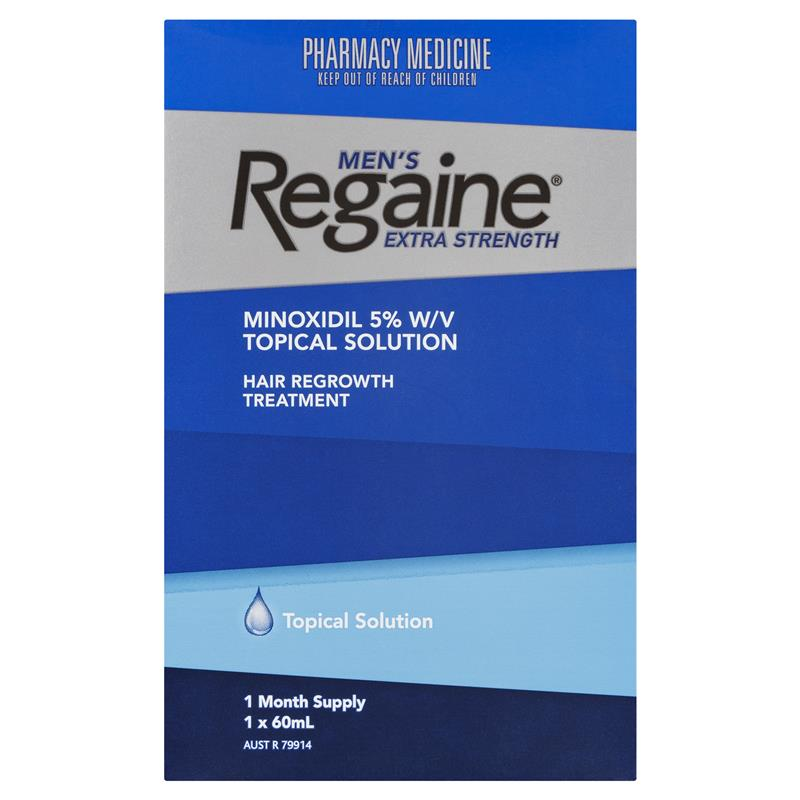 PHARMACY MEDICINE
KEEP OUT OF REACH OF CHILDREN
MEN'S
Regaine®
EXTRA STRENGTH
MINOXIDIL 5% W/V
TOPICAL SOLUTION
HAIR REGROWTH
TREATMENT
Topical Solution
1 Month Supply
1 x 60mL
AUST R 79914